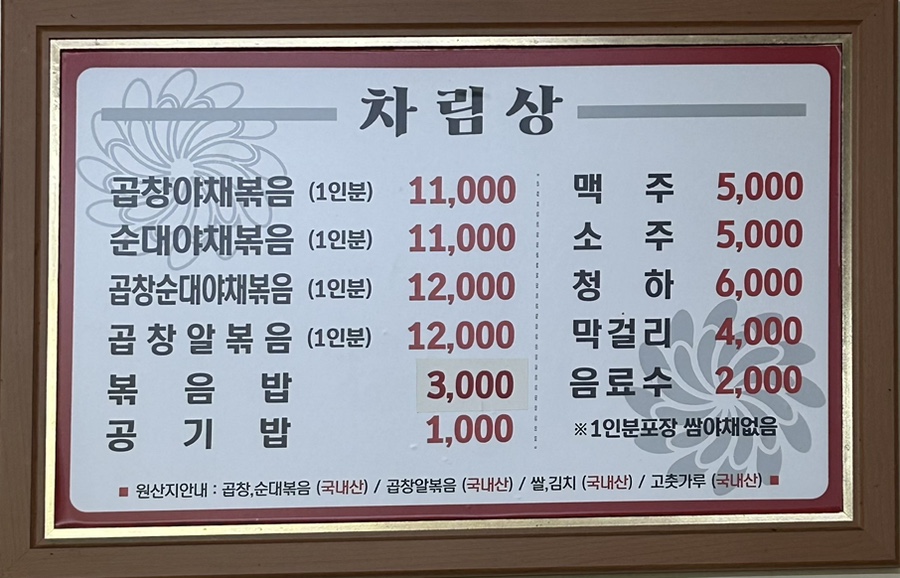 차림상
곱창야채볶음 (1인분) 11,000
순대야채볶음 (1인분) 11,000
곱창순대야채볶음 (1인분) 12,000
곱창알볶음 (1인분) 12,000
볶음밥 3,000
공기밥 1,000
맥주 5,000
소주 5,000
청하 6,000
막걸리 4,000
음료수 2,000
※1인분포장 쌈야채없음
■ 원산지안내 : 곱창,순대볶음 (국내산) / 곱창알볶음 (국내산) / 쌀,김치 (국내산) / 고춧가루 (국내산) ■